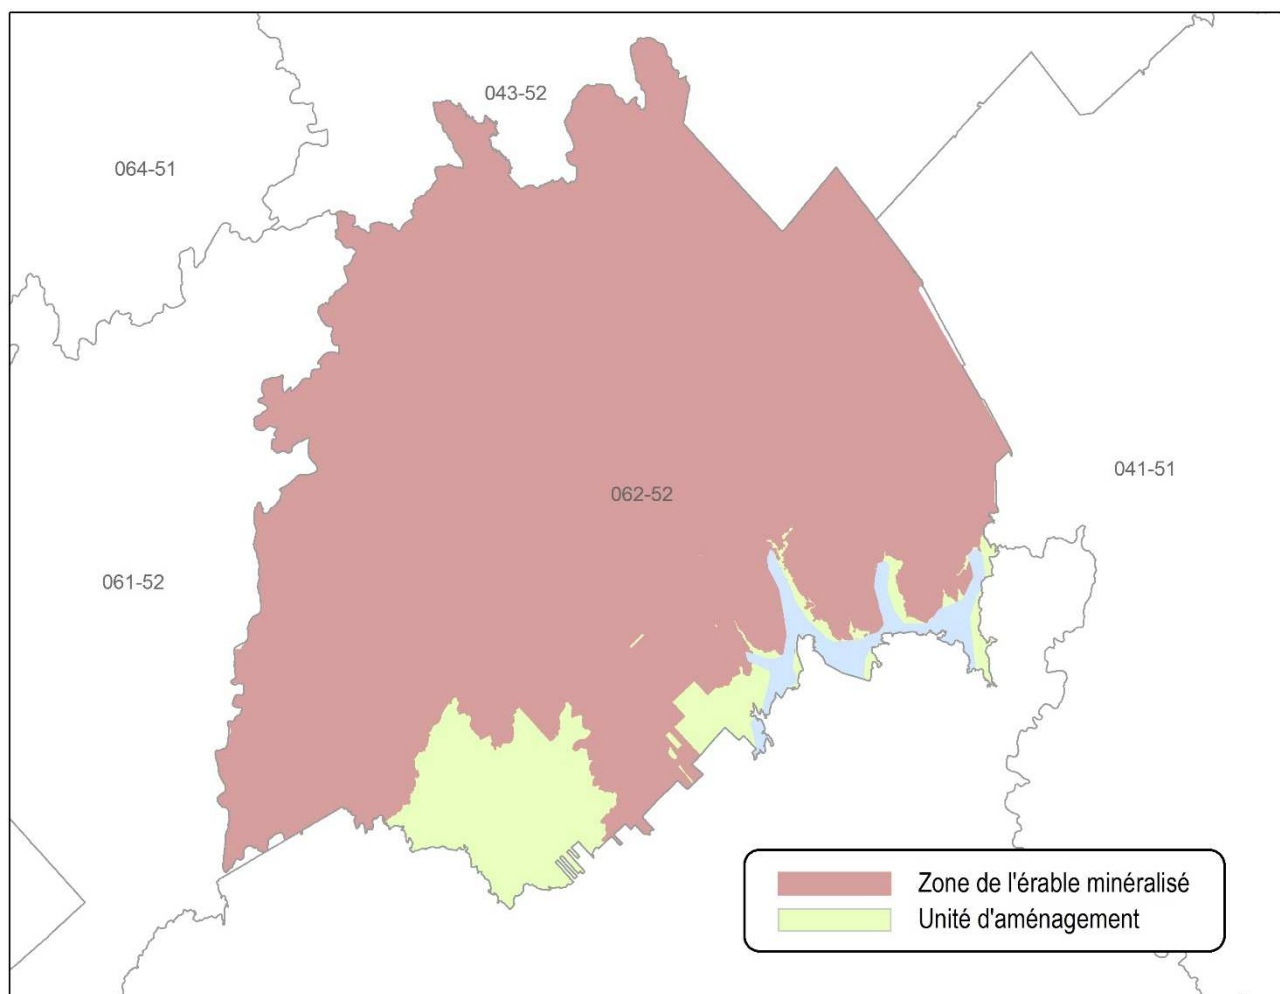 043-52
064-51
041-51
062-52
061-52
Zone de l'érable minéralisé
Unité d'aménagement